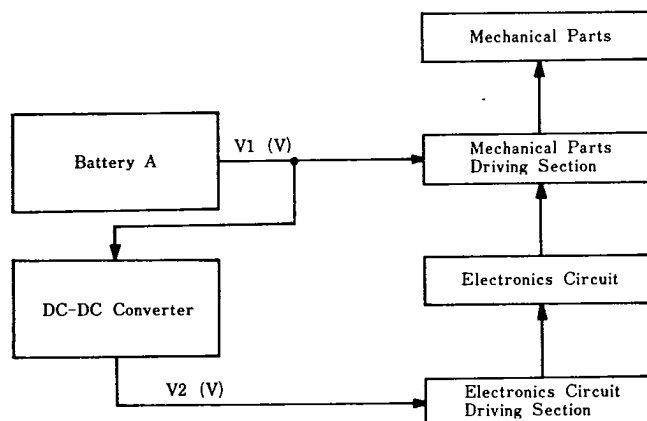 Mechanical Parts
Battery A
V1 (V)
Mechanical Parts
Driving Section
DC-DC Converter
Electronics Circuit
V2 (V)
Electronics Circuit
Driving Section